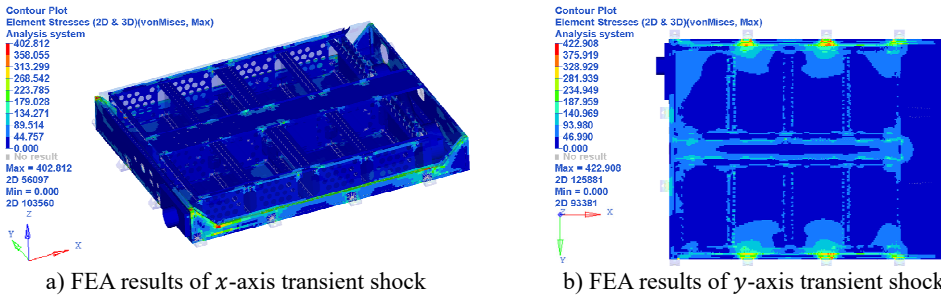 Contour Plot
Element Stresses (2D & 3D)(vonMises, Max)
Analysis system
402.812
358.055
313.299
268.542
223.785
179.028
134.271
89.514
44.757
0.000
No result
Max = 402.812
2D 56097
Min = 0.000
2D 103560
Z
Y
X
a) FEA results of x-axis transient shock
Contour Plot
Element Stresses (2D & 3D)(vonMises, Max)
Analysis system
422.908
375.919
328.929
281.939
234.949
187.959
140.969
93.980
46.990
0.000
No result
Max = 422.908
2D 125881
Min = 0.000
2D 93381
Z
X
Y
b) FEA results of y-axis transient shock